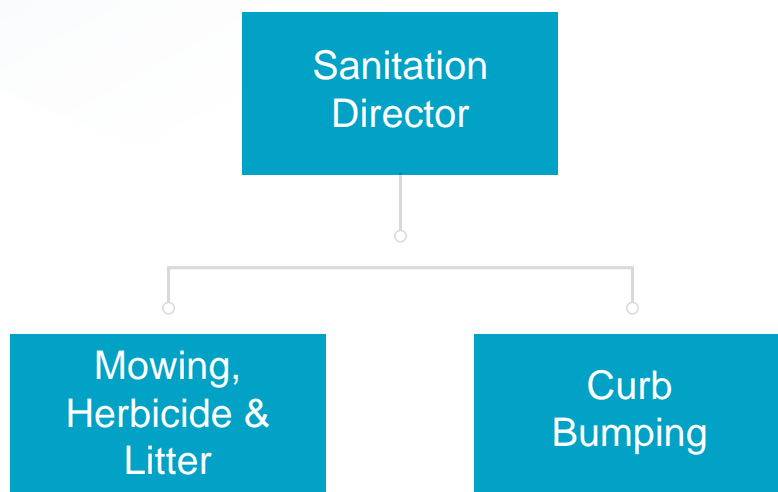 Sanitation
Director
Mowing,
Herbicide &
Litter
Curb
Bumping